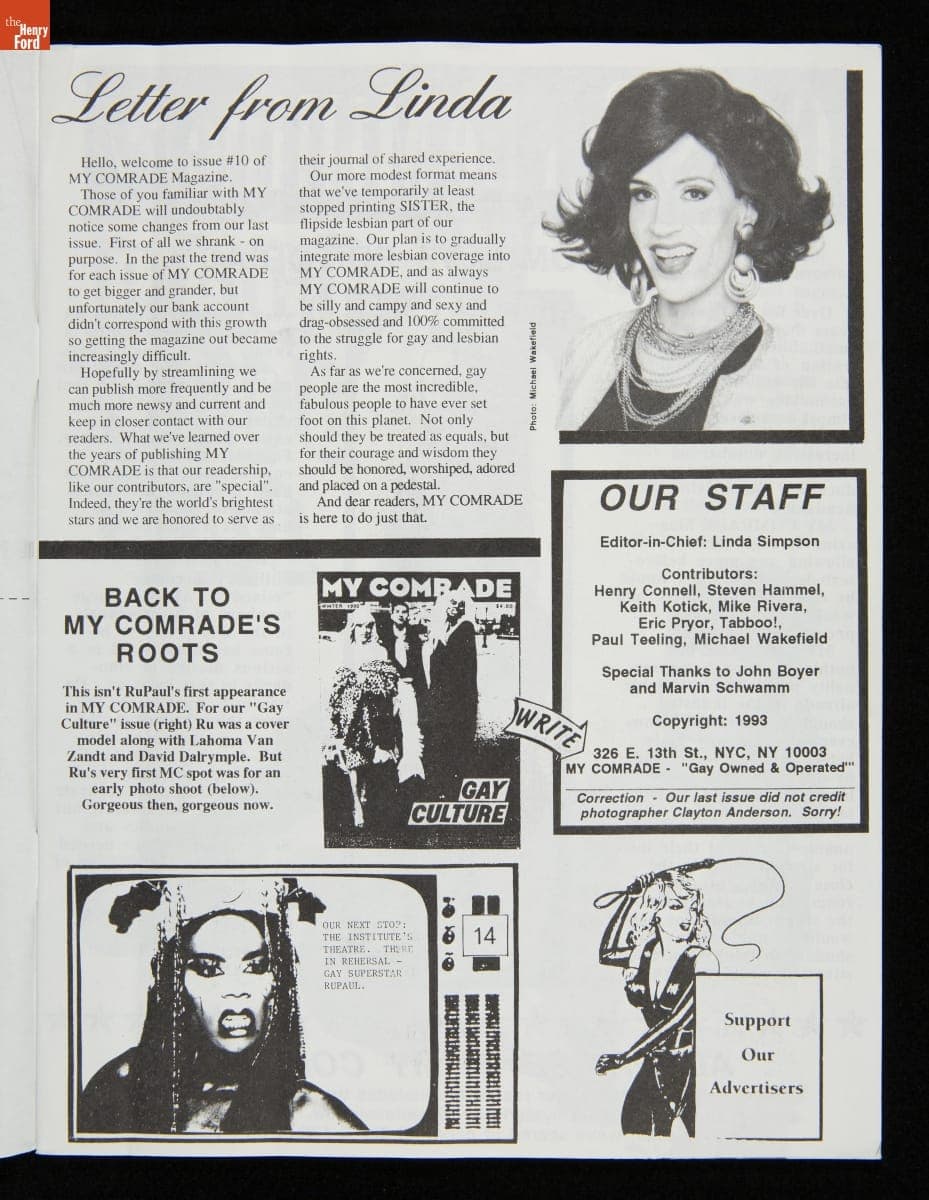 the
Henry
Ford
Letter from Linda
Hello, welcome to issue #10 of
MY COMRADE Magazine.
Those of you familiar with MY
COMRADE will undoubtably
notice some changes from our last
issue. First of all we shrank - on
purpose. In the past the trend was
for each issue of MY COMRADE
to get bigger and grander, but
unfortunately our bank account
didn't correspond with this growth
so getting the magazine out became
increasingly difficult.
Hopefully by streamlining we
can publish more frequently and be
much more newsy and current and
keep in closer contact with our
readers. What we've learned over
the years of publishing MY
COMRADE is that our readership,
like our contributors, are "special".
Indeed, they're the world's brightest
stars and we are honored to serve as
their journal of shared experience.
Our more modest format means
that we've temporarily at least
stopped printing SISTER, the
flipside lesbian part of our
magazine. Our plan is to gradually
integrate more lesbian coverage into
MY COMRADE, and as always
MY COMRADE will continue to
be silly and campy and sexy and
drag-obsessed and 100% committed
to the struggle for gay and lesbian
rights.
As far as we're concerned, gay
people are the most incredible,
fabulous people to have ever set
foot on this planet. Not only
should they be treated as equals, but
for their courage and wisdom they
should be honored, worshiped, adored
and placed on a pedestal.
And dear readers, MY COMRADE
is here to do just that.
Photo: Michael Wakefield
OUR STAFF
Editor-in-Chief: Linda Simpson
Contributors:
Henry Connell, Steven Hammel,
Keith Kotick, Mike Rivera,
Eric Pryor, Tabboo!,
Paul Teeling, Michael Wakefield
Special Thanks to John Boyer
and Marvin Schwamm
Copyright: 1993
WRITE
326 E. 13th St., NYC, NY 10003
MY COMRADE - "Gay Owned & Operated"
Correction - Our last issue did not credit
photographer Clayton Anderson. Sorry!
BACK TO
MY COMRADE'S
ROOTS
This isn't RuPaul's first appearance
in MY COMRADE. For our "Gay
Culture" issue (right) Ru was a cover
model along with Lahoma Van
Zandt and David Dalrymple. But
Ru's very first MC spot was for an
early photo shoot (below).
Gorgeous then, gorgeous now.
MY COMRADE
WINTER
GAY
CULTURE
OUR NEXT STOP:
THE INSTITUTE'S
THEATRE. THERE
IN REHERSAL -
GAY SUPERSTAR
RUPAUL.
14
Support
Our
Advertisers